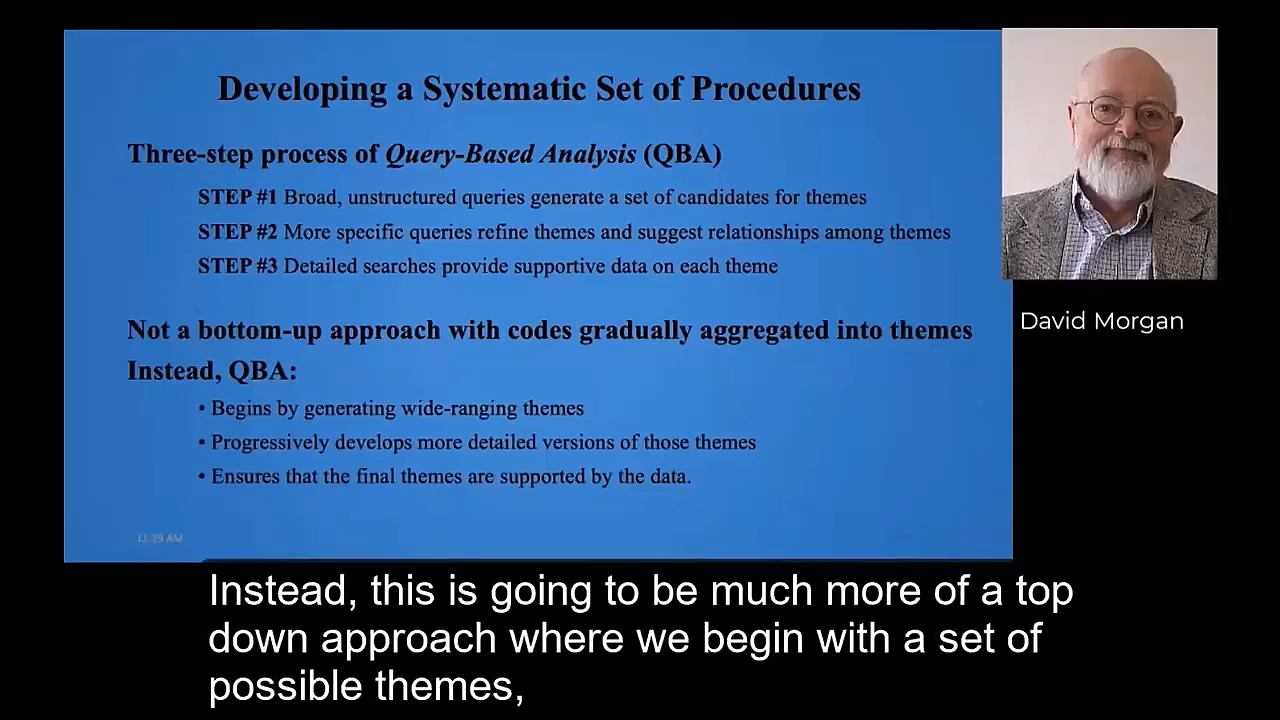 Developing a Systematic Set of Procedures
Three-step process of Query-Based Analysis (QBA)
STEP #1 Broad, unstructured queries generate a set of candidates for themes
STEP #2 More specific queries refine themes and suggest relationships among themes
STEP #3 Detailed searches provide supportive data on each theme
Not a bottom-up approach with codes gradually aggregated into themes
Instead, QBA:
• Begins by generating wide-ranging themes
• Progressively develops more detailed versions of those themes
• Ensures that the final themes are supported by the data.
11:29 AM
David Morgan
Instead, this is going to be much more of a top
down approach where we begin with a set of
possible themes,